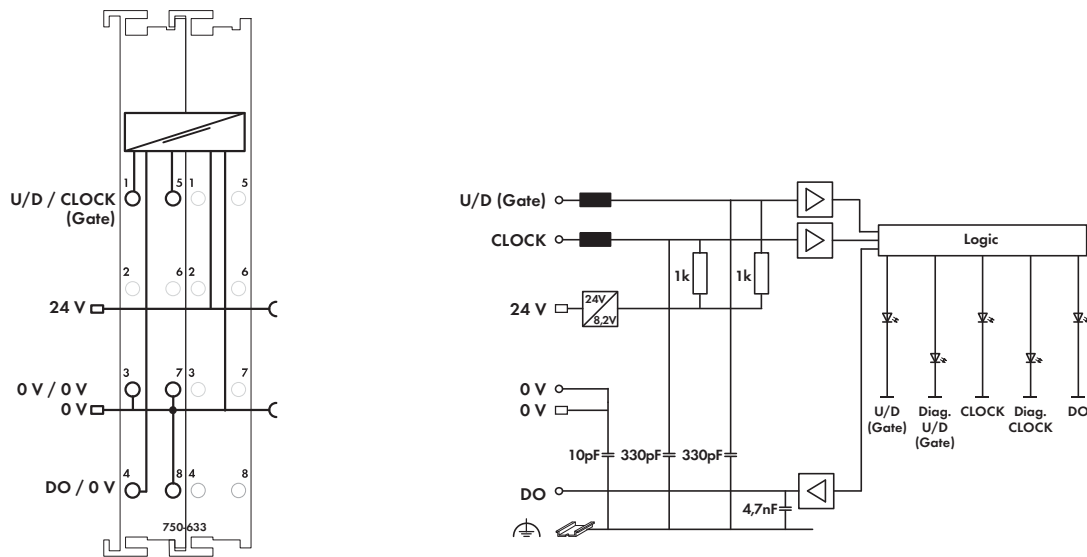 1
5
1
5
U/D / CLOCK
(Gate)
2
6
2
6
24 V
3
7
3
7
0 V / 0 V
0 V
4
8
4
8
DO / 0 V
750-633
U/D (Gate)
CLOCK
Logic
1k
1k
24 V
24V
8,2V
0 V
0 V
U/D
(Gate)
Diag.
U/D
(Gate)
CLOCK
Diag.
CLOCK
DO
10pF
330pF
330pF
DO
4,7nF